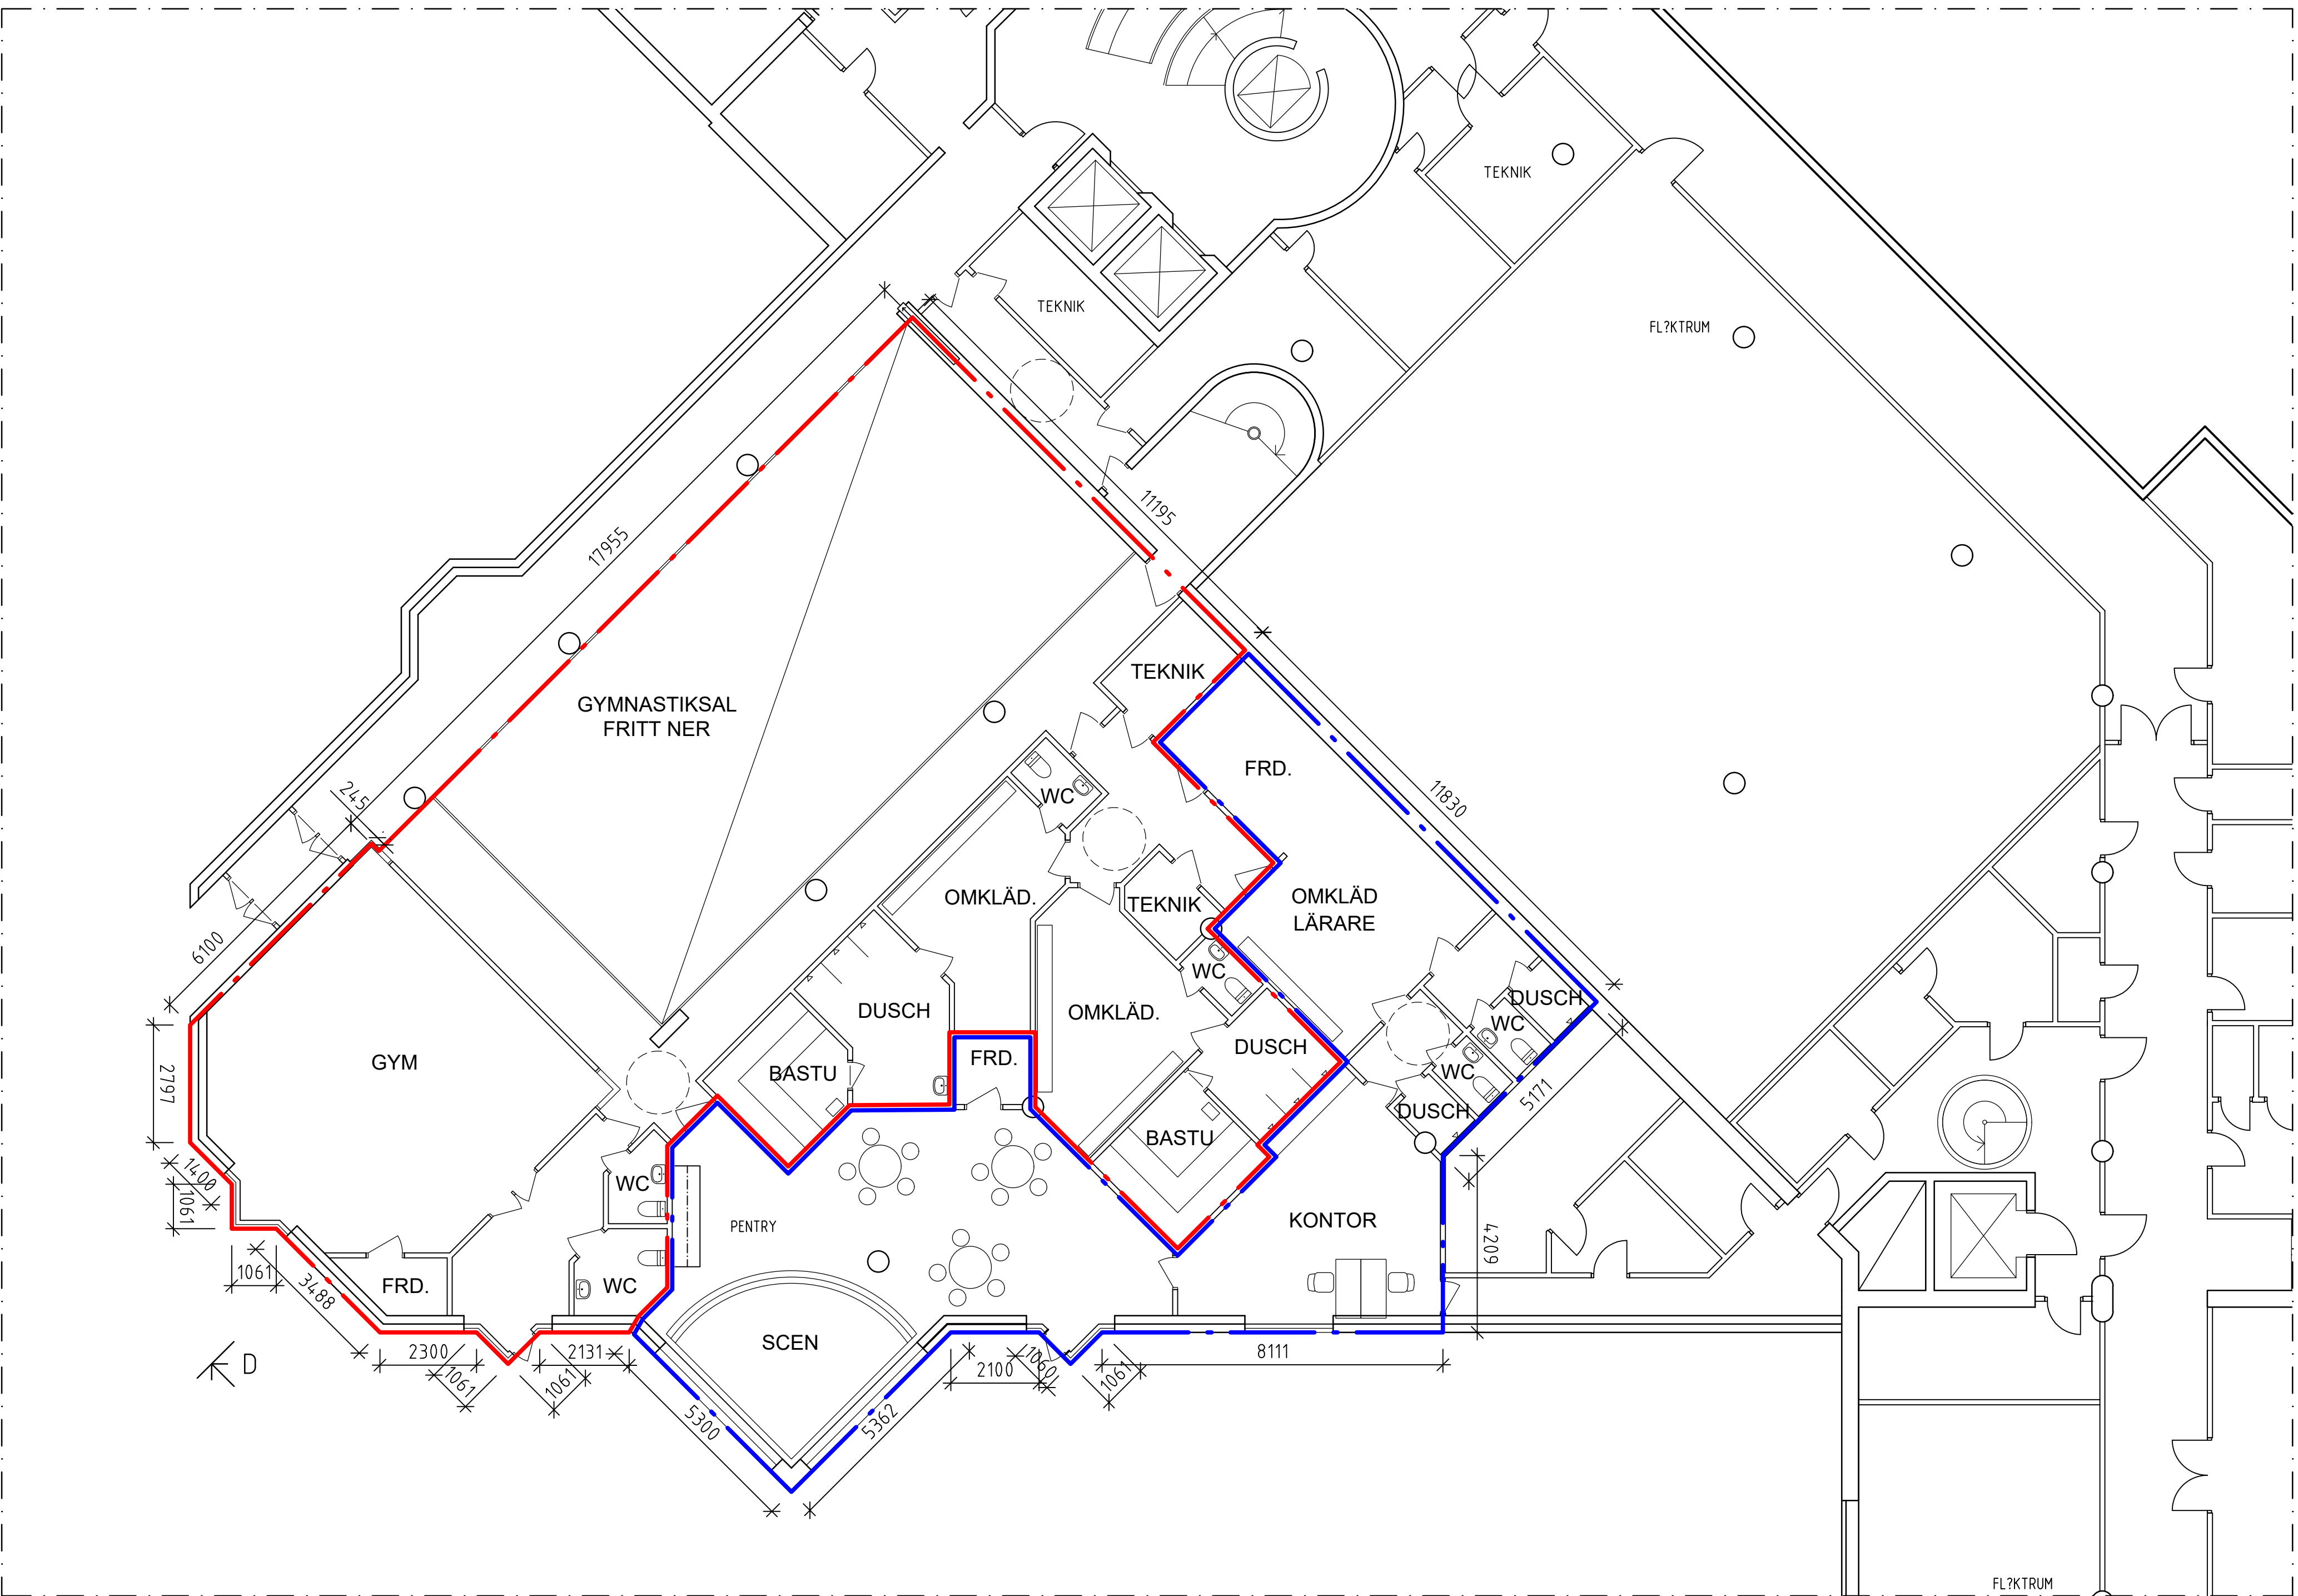 TEKNIK
TEKNIK
FL?KTRUM
11195
17955
TEKNIK
GYMNASTIKSAL
FRITT NER
FRD.
245
WC
11830
OMKLÄD.
TEKNIK
OMKLÄD
LÄRARE
6100
WC
DUSCH
OMKLÄD.
DUSCH
WC
DUSCH
FRD.
GYM
BASTU
WC
2797
DUSCH
5171
BASTU
1400
WC
1061
PENTRY
KONTOR
4209
1061
3488
FRD.
WC
SCEN
D
2300
2131
8111
1061
1061
2100
1060
1061
5300
5362
FL?KTRUM